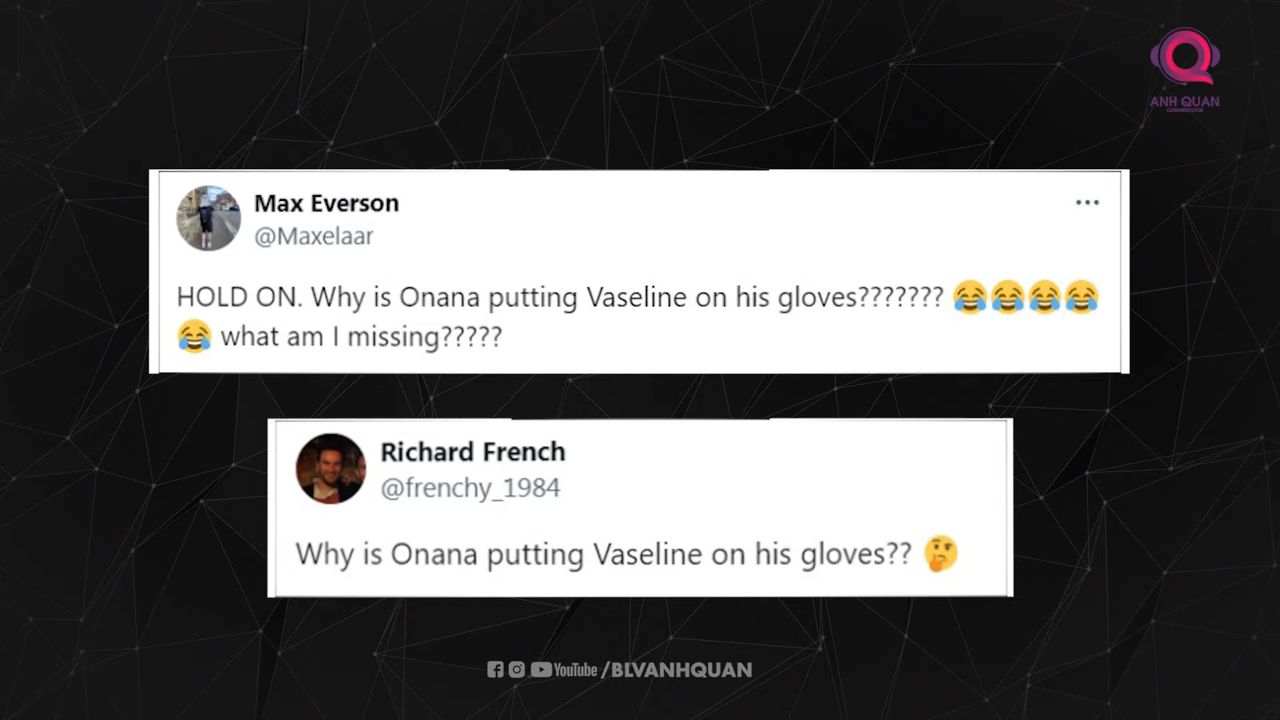 ANH QUAN
Max Everson
@Maxelaar
HOLD ON. Why is Onana putting Vaseline on his gloves??????? 😂😂😂😂
😂 what am I missing?????
Richard French
@frenchy_1984
Why is Onana putting Vaseline on his gloves?? 🤔
YouTube /BLVANHQUAN